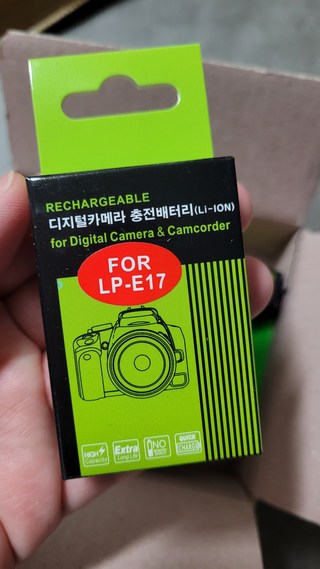 RECHARGEABLE
디지털카메라 충전배터리(Li-ION)
for Digital Camera & Camcorder
FOR
LP-E17
HIGH
Capacity
Extra
Long Life
NO
QUICK
CHARGE